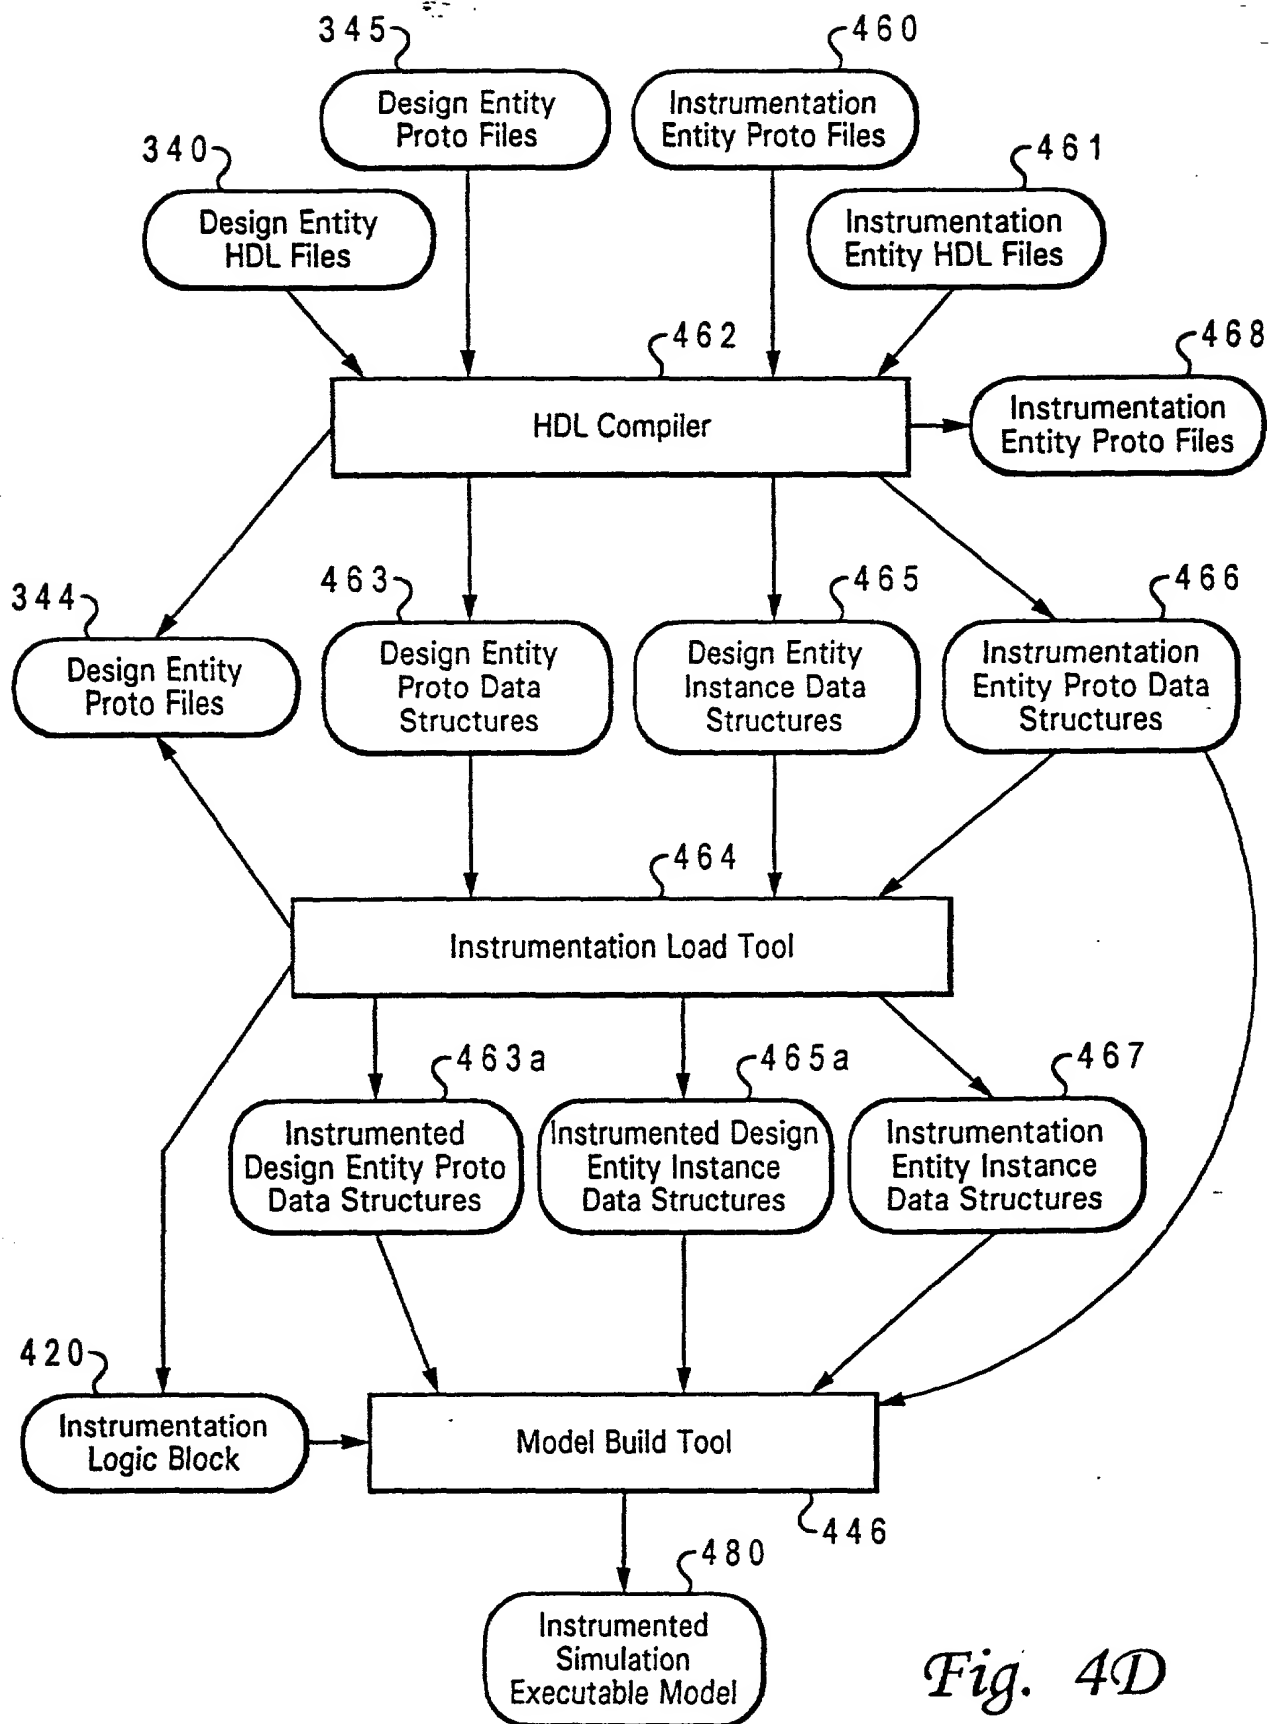 345
460
Design Entity
Proto Files
Instrumentation
Entity Proto Files
340
461
Design Entity
HDL Files
Instrumentation
Entity HDL Files
462
468
HDL Compiler
Instrumentation
Entity Proto Files
344
463
465
466
Design Entity
Proto Files
Design Entity
Proto Data
Structures
Design Entity
Instance Data
Structures
Instrumentation
Entity Proto Data
Structures
464
Instrumentation Load Tool
463a
465a
467
Instrumented
Design Entity Proto
Data Structures
Instrumented Design
Entity Instance
Data Structures
Instrumentation
Entity Instance
Data Structures
420
Instrumentation
Logic Block
Model Build Tool
446
480
Instrumented
Simulation
Executable Model
Fig. 4D